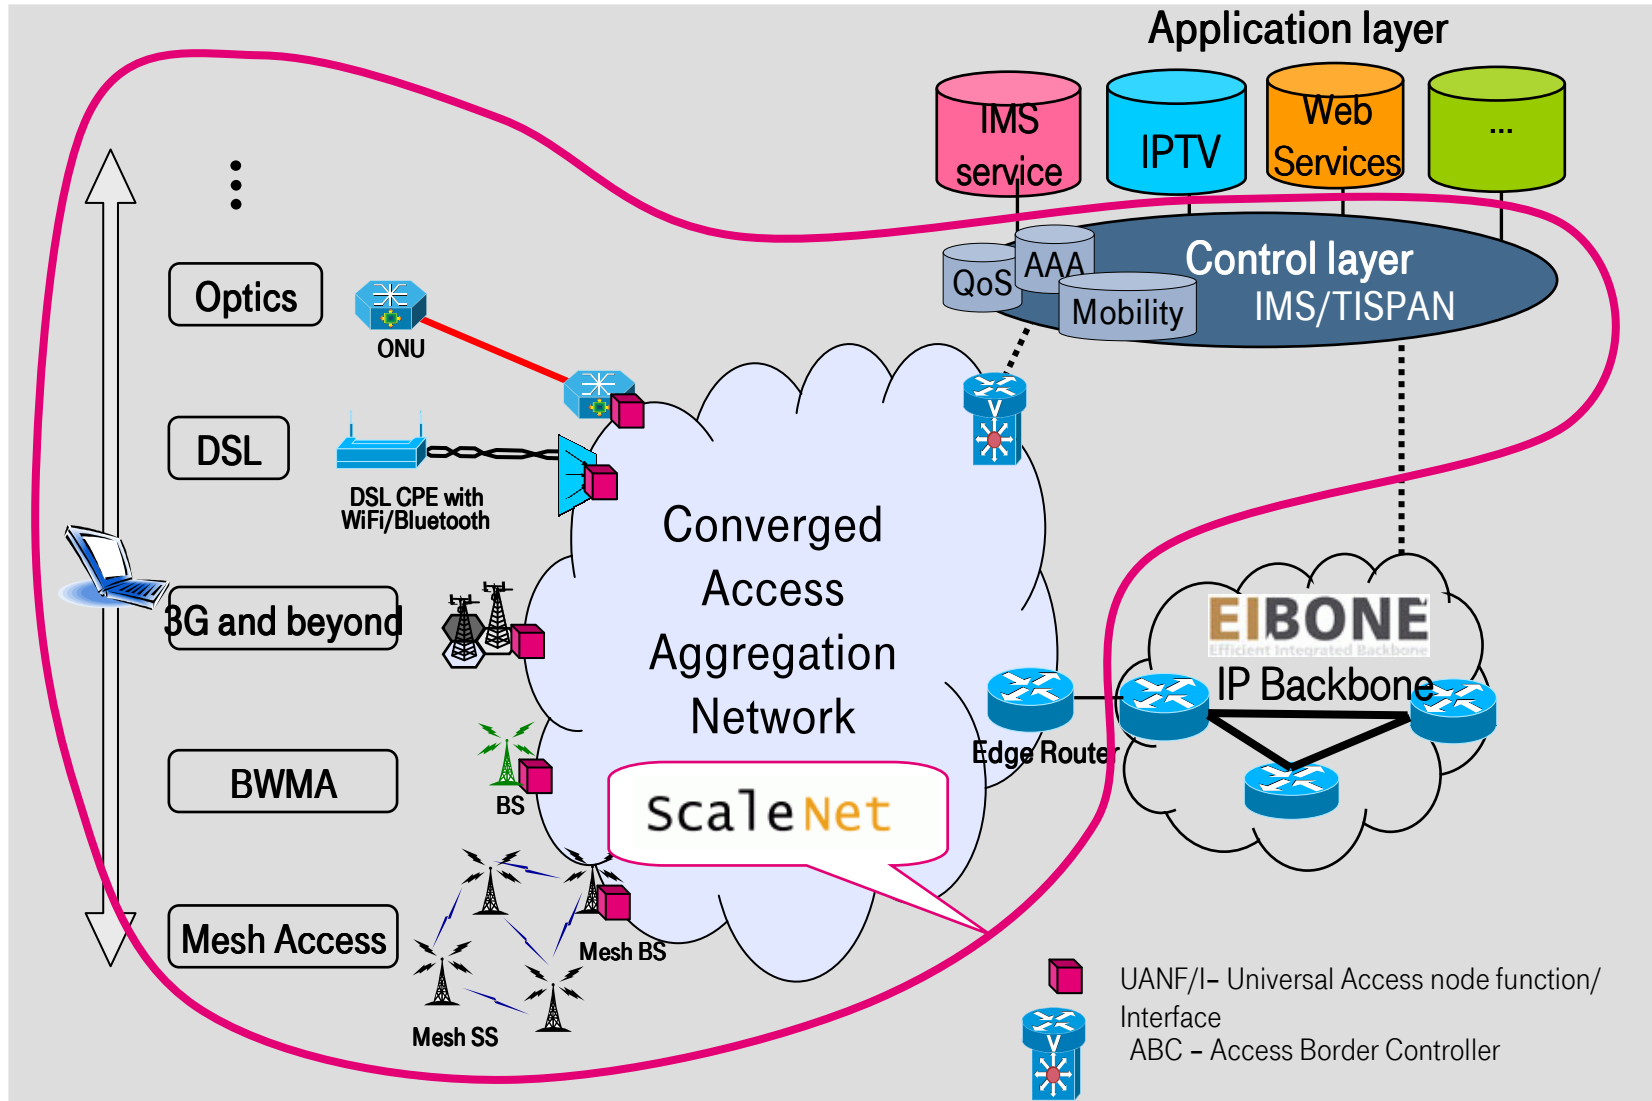 Application layer
IMS
service
IPTV
Web
Services
...
Control layer
IMS/TISPAN
QoS
AAA
Mobility
Optics
ONU
DSL
DSL CPE with
WiFi/Bluetooth
3G and beyond
BWMA
BS
Mesh Access
Mesh BS
Mesh SS
Converged
Access
Aggregation
Network
ScaleNet
Edge Router
EIBONE
Efficient Integrated Backbone
IP Backbone
UANF/I– Universal Access node function/
Interface
ABC – Access Border Controller